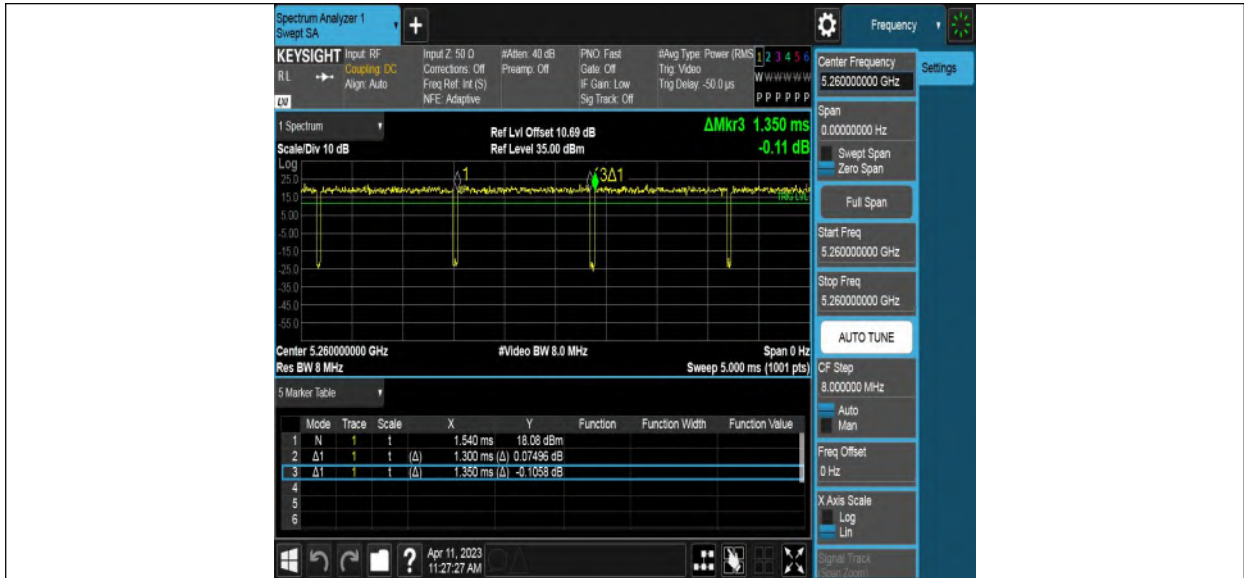 Spectrum Analyzer 1
Swept SA
+
Frequency
KEYSIGHT
RL
LXI
Input: RF
Coupling: DC
Align: Auto
Input Z: 50 Ω
Corrections: Off
Freq Ref: Int (S)
NFE: Adaptive
#Atten: 40 dB
Preamp: Off
PNO: Fast
Gate: Off
IF Gain: Low
Sig Track: Off
#Avg Type: Power (RMS
Trig: Video
Trig Delay: -50.0 µs
1 2 3 4 5 6
W W W W W W
P P P P P P
Center Frequency
5.260000000 GHz
Settings
Span
0.00000000 Hz
Swept Span
Zero Span
Full Span
Start Freq
5.260000000 GHz
Stop Freq
5.260000000 GHz
AUTO TUNE
CF Step
8.000000 MHz
Auto
Man
Freq Offset
0 Hz
X Axis Scale
Log
Lin
Signal Track
(Span Zoom)
1 Spectrum
Scale/Div 10 dB
Ref Lvl Offset 10.69 dB
Ref Level 35.00 dBm
ΔMkr3 1.350 ms
-0.11 dB
Log
25.0
15.0
5.00
-5.00
-15.0
-25.0
-35.0
-45.0
-55.0
1
3Δ1
TRIG LVL
Center 5.260000000 GHz
#Video BW 8.0 MHz
Span 0 Hz
Res BW 8 MHz
Sweep 5.000 ms (1001 pts)
5 Marker Table
Mode Trace Scale X Y Function Function Width Function Value
1 N 1 t 1.540 ms 18.08 dBm
2 Δ1 1 t (Δ) 1.300 ms (Δ) 0.07496 dB
3 Δ1 1 t (Δ) 1.350 ms (Δ) -0.1058 dB
4
5
6
?
Apr 11, 2023
11:27:27 AM